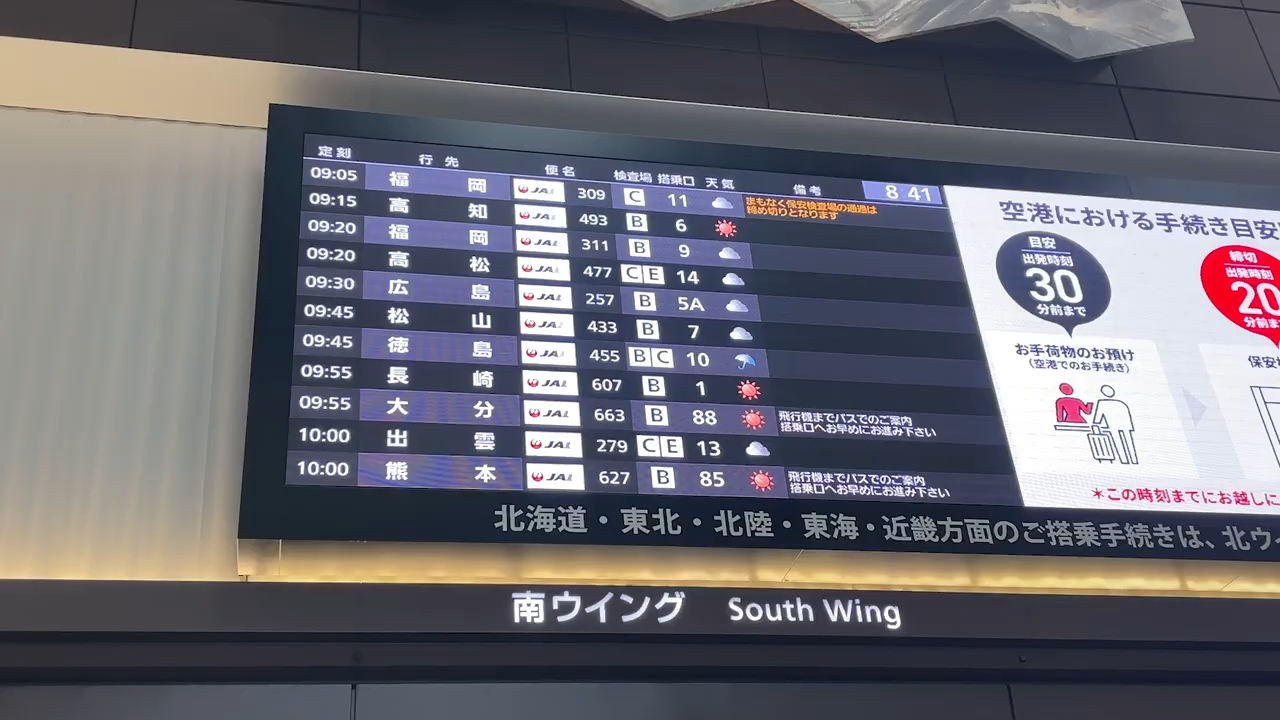 定刻 行先 便名 検査場 搭乗口 天気 備考 8 41
09:05 福岡 JAL 309 C 11 まもなく保安検査場の通過は
締め切りとなります
09:15 高知 JAL 493 B 6
09:20 福岡 JAL 311 B 9
09:20 高松 JAL 477 C E 14
09:30 広島 JAL 257 B 5A
09:45 松山 JAL 433 B 7
09:45 徳島 JAL 455 B C 10
09:55 長崎 JAL 607 B 1
09:55 大分 JAL 663 B 88 飛行機までバスでのご案内
搭乗口へお早めにお進み下さい
10:00 出雲 JAL 279 C E 13
10:00 熊本 JAL 627 B 85 飛行機までバスでのご案内
搭乗口へお早めにお進み下さい
空港における手続き目安
目安
出発時刻
30
分前まで
お手荷物のお預け
(空港でのお手続き)
締切
出発時刻
20
分前ま
保安
＊この時刻までにお越しに
北海道・東北・北陸・東海・近畿方面のご搭乗手続きは、北ウ
南ウイング South Wing